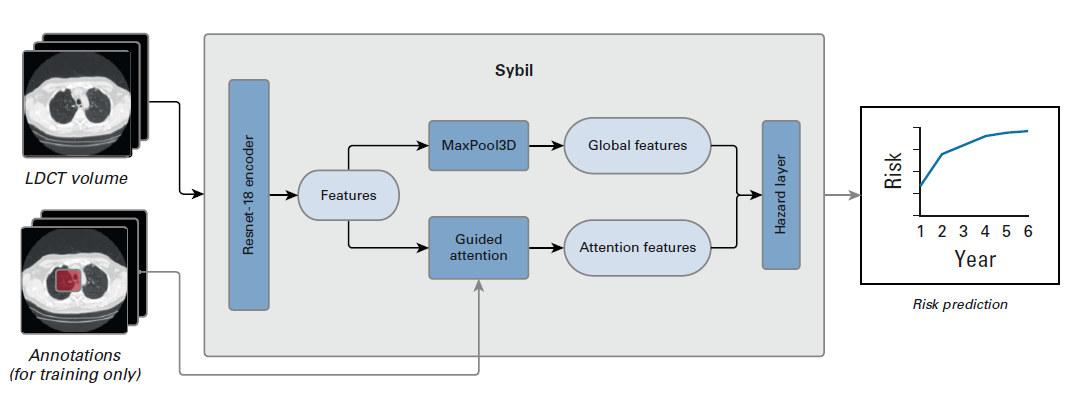 LDCT volume
Annotations
(for training only)
Sybil
Resnet-18 encoder
Features
MaxPool3D
Guided
attention
Global features
Attention features
Hazard layer
Risk
1 2 3 4 5 6
Year
Risk prediction